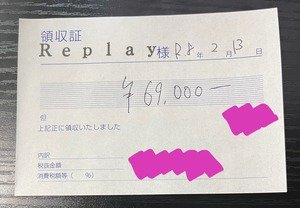 領収証
Replay様 R8年2月13日
¥69,000-
但
上記正に領収いたしました
内訳
税抜金額
消費税額等( %)